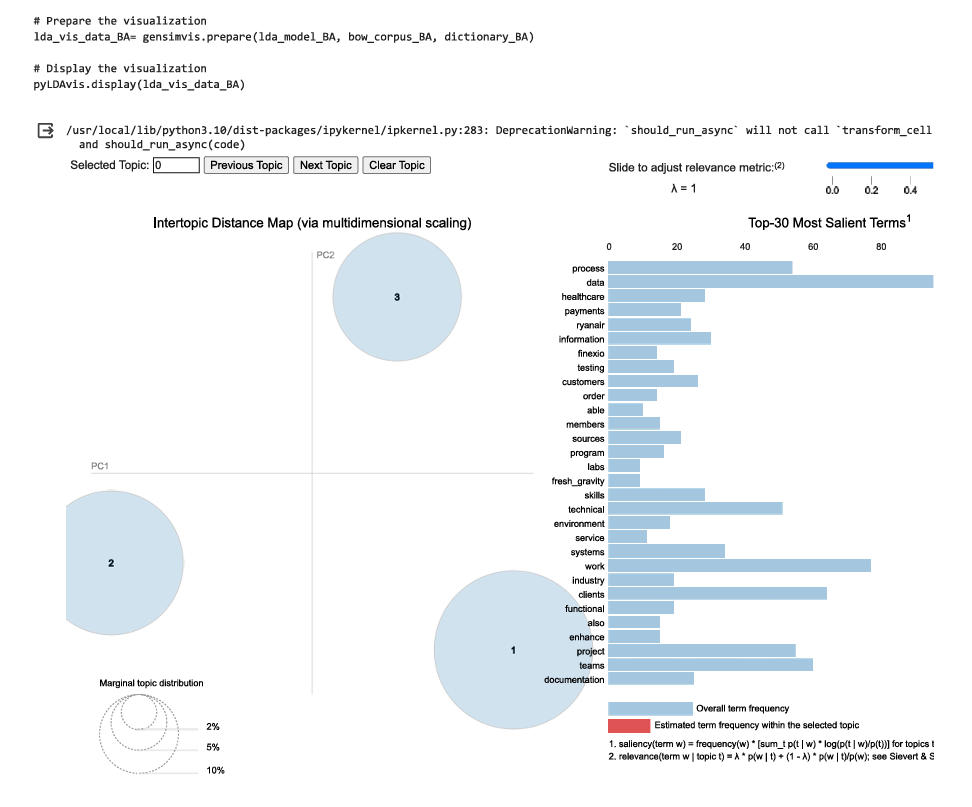 # Prepare the visualization
lda_vis_data_BA= gensimvis.prepare(lda_model_BA, bow_corpus_BA, dictionary_BA)
# Display the visualization
pyLDAvis.display(lda_vis_data_BA)
/usr/local/lib/python3.10/dist-packages/ipykernel/ipkernel.py:283: DeprecationWarning: `should_run_async` will not call `transform_cell
and should_run_async(code)
Selected Topic: 0 Previous Topic Next Topic Clear Topic
Slide to adjust relevance metric:(2)
λ = 1
0.0 0.2 0.4
Intertopic Distance Map (via multidimensional scaling)
PC2
PC1
3
2
1
Marginal topic distribution
2%
5%
10%
Top-30 Most Salient Terms1
0 20 40 60 80
process
data
healthcare
payments
ryanair
information
finexio
testing
customers
order
able
members
sources
program
labs
fresh_gravity
skills
technical
environment
service
systems
work
industry
clients
functional
also
enhance
project
teams
documentation
Overall term frequency
Estimated term frequency within the selected topic
1. saliency(term w) = frequency(w) * [sum_t p(t | w) * log(p(t | w)/p(t))] for topics t
2. relevance(term w | topic t) = λ * p(w | t) + (1 - λ) * p(w | t)/p(w); see Sievert & S